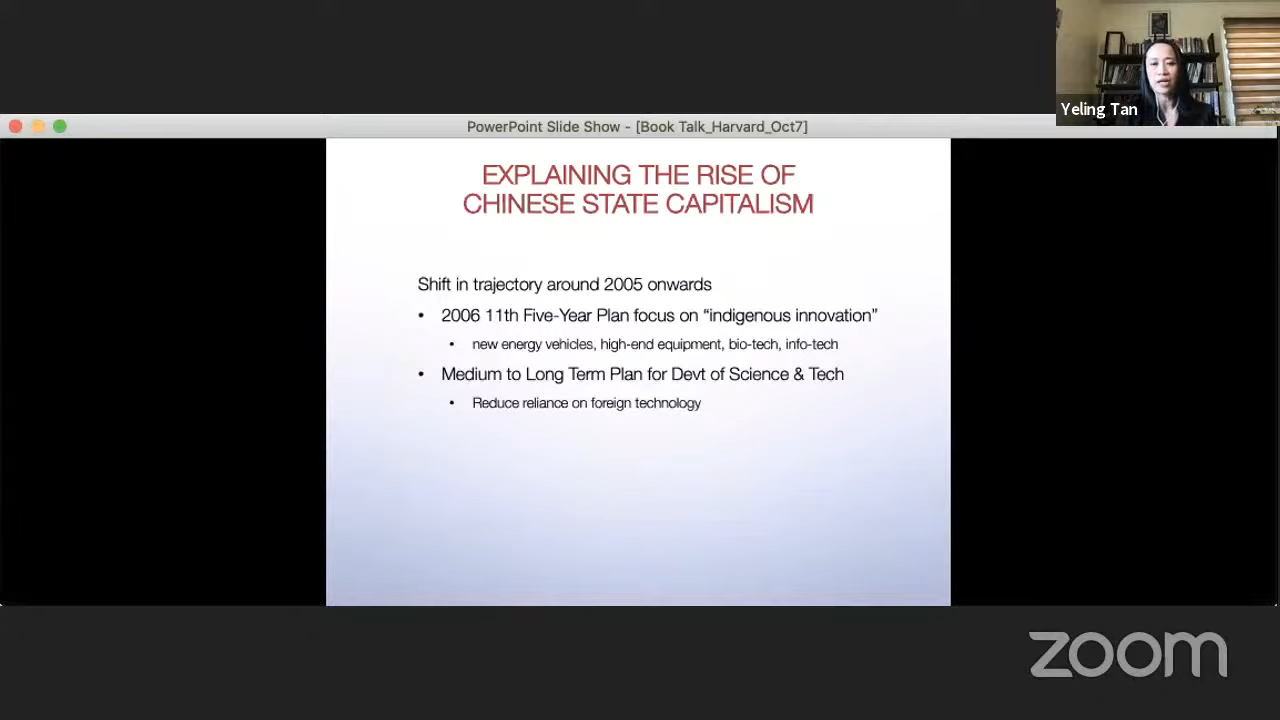 Yeling Tan
PowerPoint Slide Show - [Book Talk_Harvard_Oct7]
EXPLAINING THE RISE OF
CHINESE STATE CAPITALISM
Shift in trajectory around 2005 onwards
• 2006 11th Five-Year Plan focus on “indigenous innovation”
• new energy vehicles, high-end equipment, bio-tech, info-tech
• Medium to Long Term Plan for Devt of Science & Tech
• Reduce reliance on foreign technology
zoom